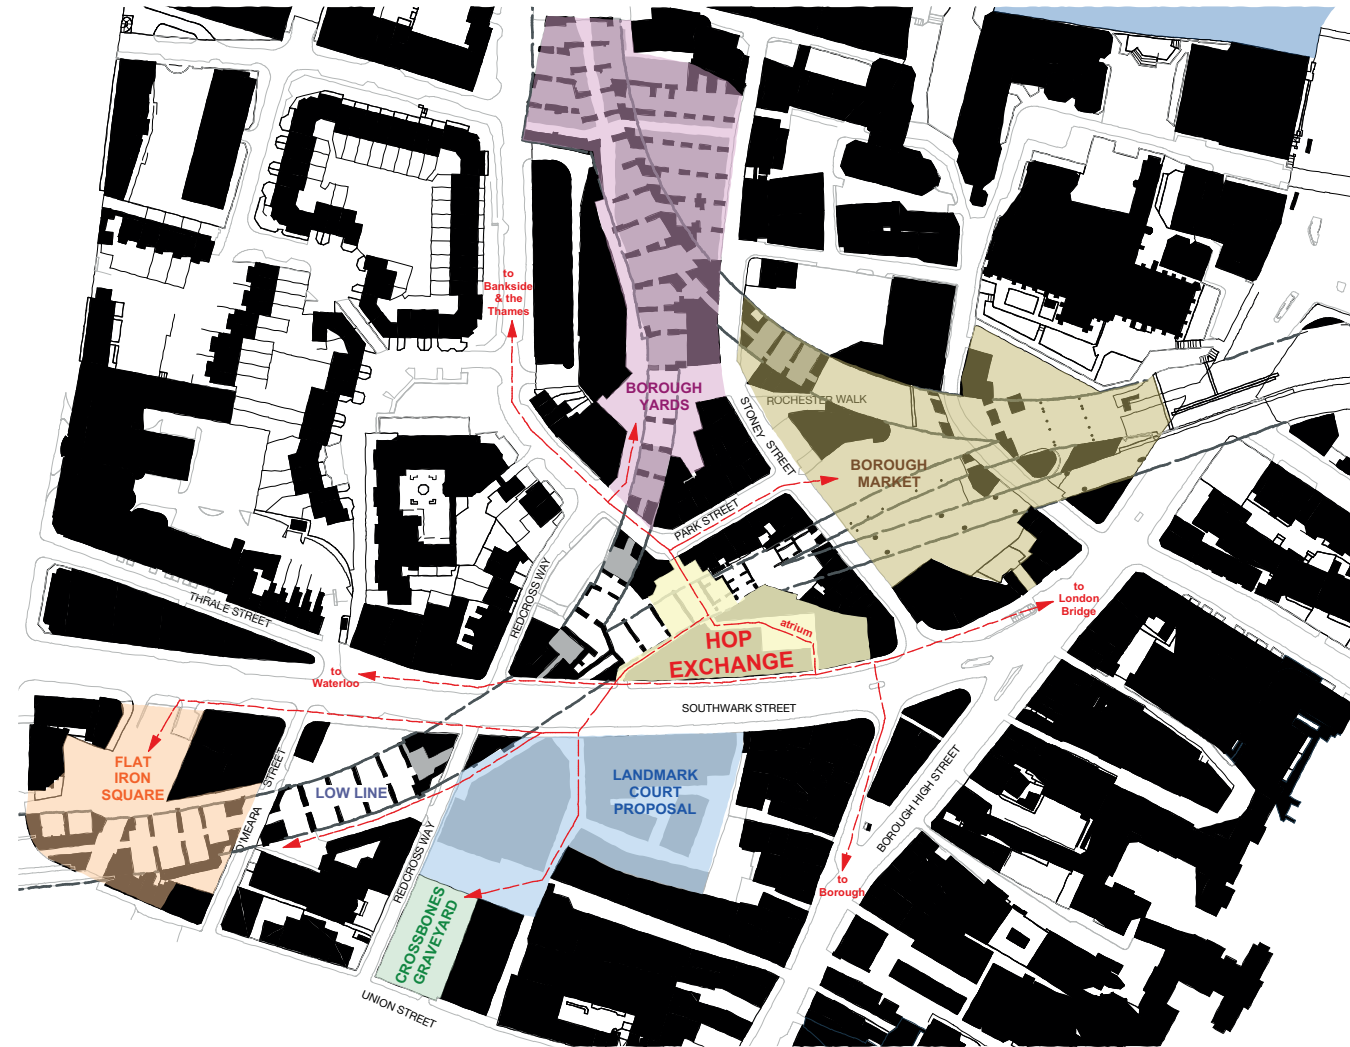 to
Bankside
& the
Thames
BOROUGH
YARDS
ROCHESTER WALK
STONEY STREET
BOROUGH
MARKET
PARK STREET
REDCROSS WAY
THRALE STREET
to
London
Bridge
atrium
HOP
EXCHANGE
to
Waterloo
SOUTHWARK STREET
FLAT
IRON
SQUARE
O'MEARA STREET
LOW LINE
LANDMARK
COURT
PROPOSAL
BOROUGH HIGH STREET
REDCROSS WAY
to
Borough
CROSSBONES
GRAVEYARD
UNION STREET